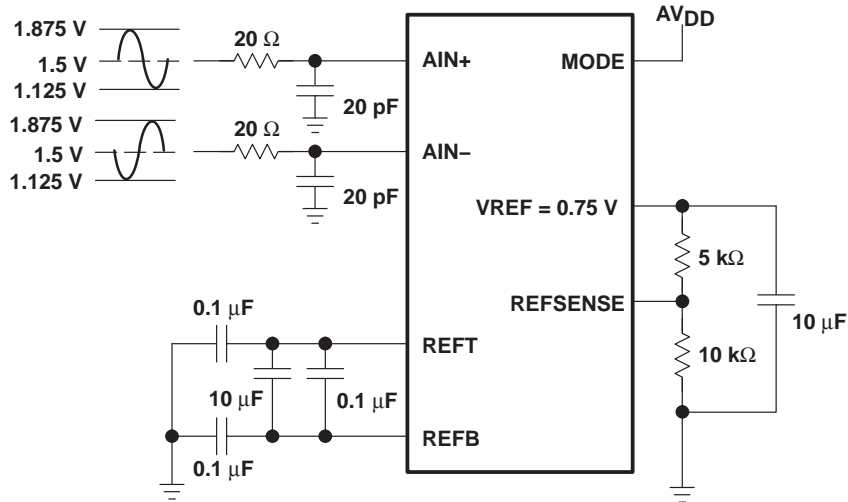 1.875 V
1.5 V
1.125 V
20 Ω
20 pF
AIN+
MODE
AVDD
1.875 V
1.5 V
1.125 V
20 Ω
20 pF
AIN–
VREF = 0.75 V
5 kΩ
REFSENSE
10 kΩ
10 μF
0.1 μF
REFT
10 μF
0.1 μF
REFB
0.1 μF